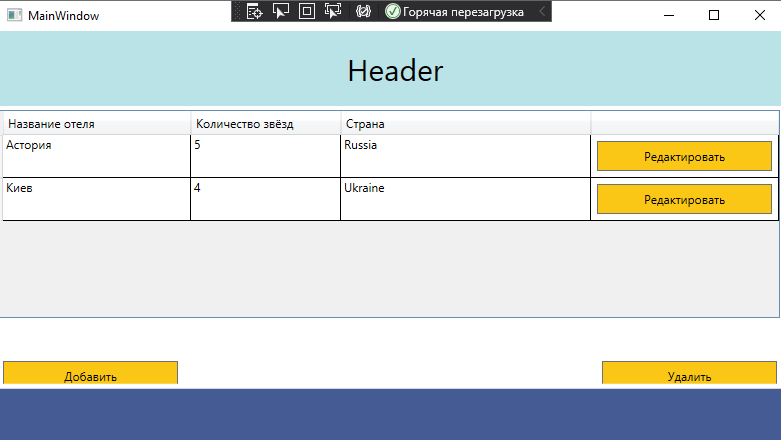 MainWindow
Горячая перезагрузка
Header
Название отеля Количество звёзд Страна
Астория 5 Russia Редактировать
Киев 4 Ukraine Редактировать
Добавить Удалить